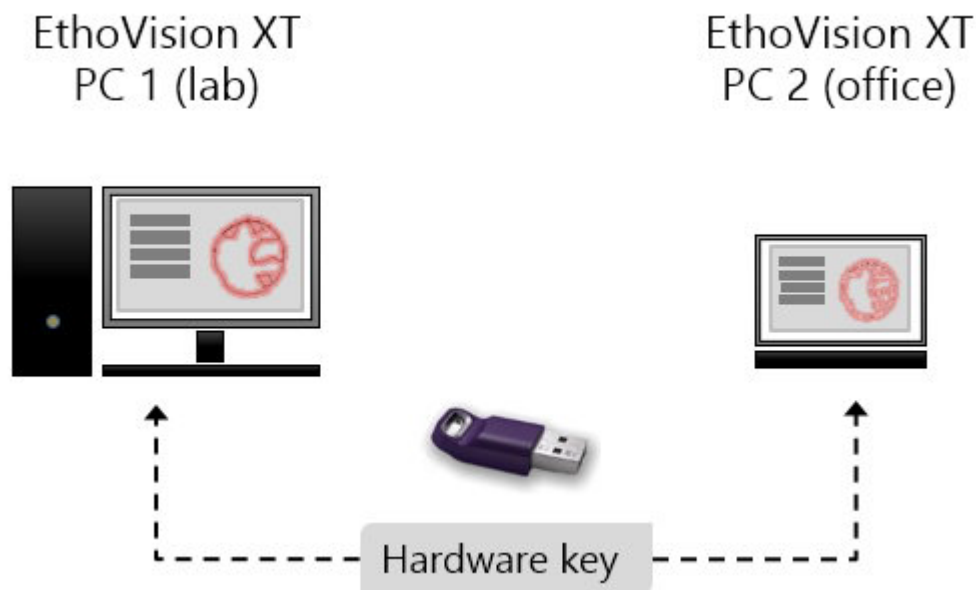 EthoVision XT
PC 1 (lab)
EthoVision XT
PC 2 (office)
Hardware key